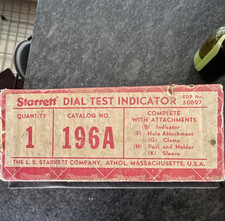 Starrett DIAL TEST INDICATOR EDP No. 50697
QUANTITY
1
CATALOG NO.
196A
COMPLETE
WITH ATTACHMENTS
(B) Indicator
(F) Hole Attachment
(G) Clamp
(H) Post and Holder
(K) Sleeve
THE L. S. STARRETT COMPANY, ATHOL, MASSACHUSETTS, U.S.A.